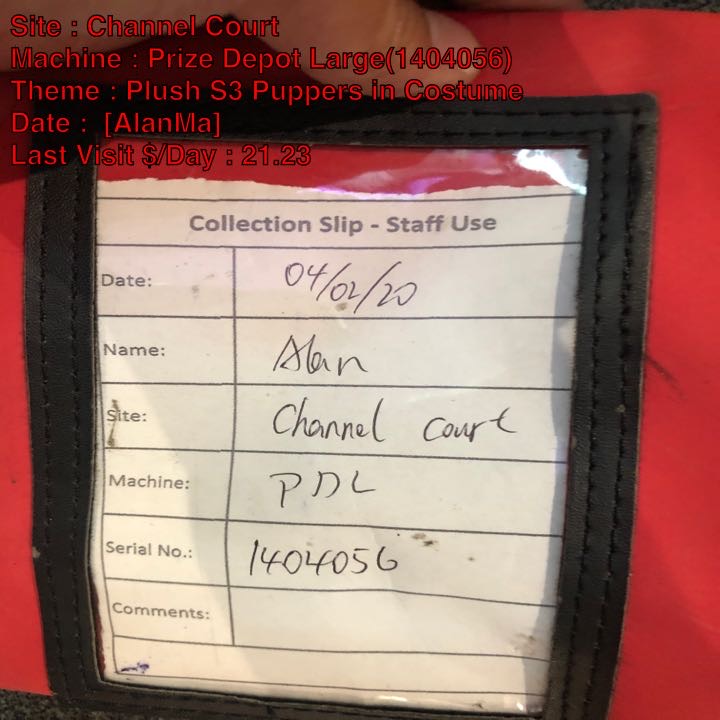 Site : Channel Court
Machine : Prize Depot Large(1404056)
Theme : Plush S3 Puppers in Costume
Date : [AlanMa]
Last Visit $/Day : 21.23
Collection Slip - Staff Use
Date: 04/02/20
Name: Alan
Site: Channel Court
Machine: PDL
Serial No.: 1404056
Comments: